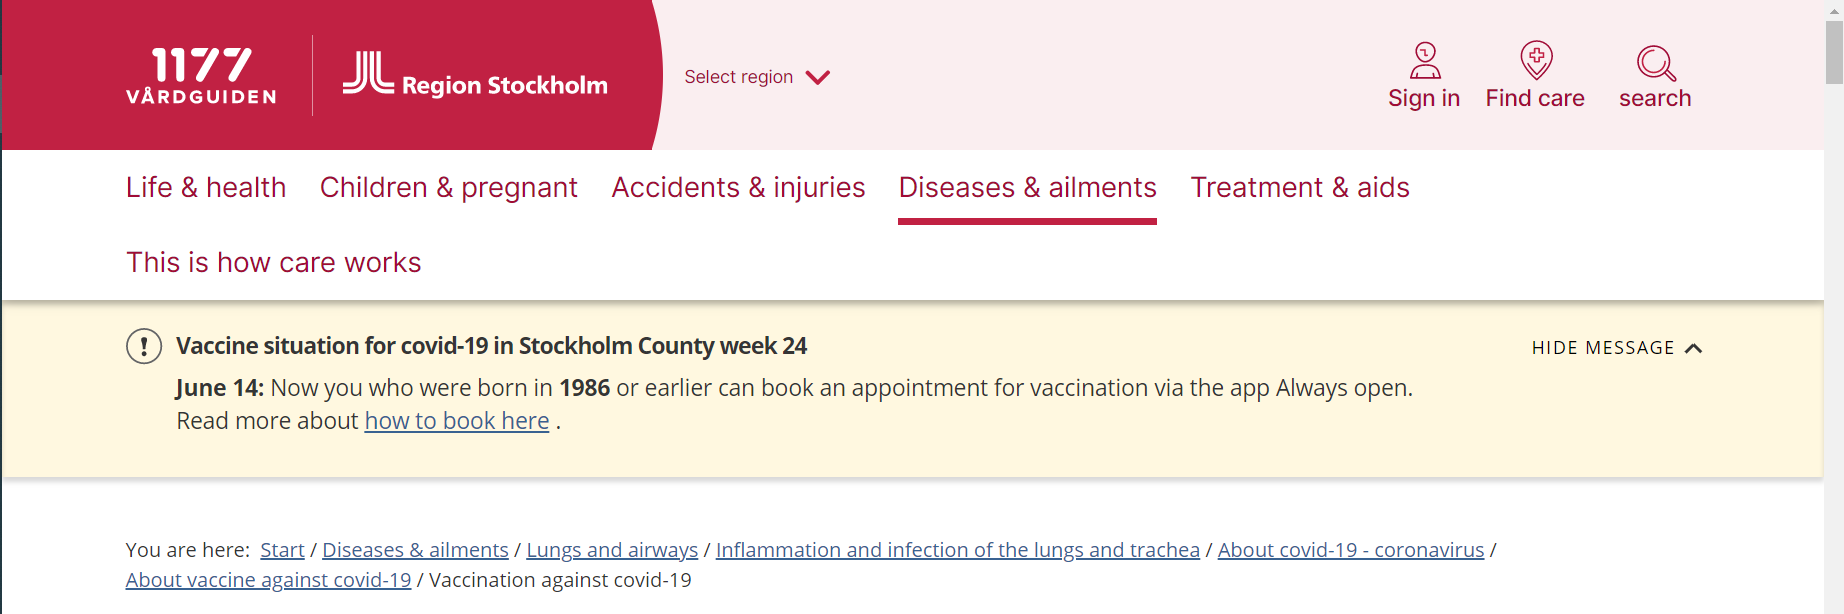 1177
VÅRDGUIDEN
Region Stockholm
Select region
Sign in
Find care
search
Life & health
Children & pregnant
Accidents & injuries
Diseases & ailments
Treatment & aids
This is how care works
Vaccine situation for covid-19 in Stockholm County week 24
HIDE MESSAGE
June 14: Now you who were born in 1986 or earlier can book an appointment for vaccination via the app Always open.
Read more about how to book here .
You are here: Start / Diseases & ailments / Lungs and airways / Inflammation and infection of the lungs and trachea / About covid-19 - coronavirus /
About vaccine against covid-19 / Vaccination against covid-19